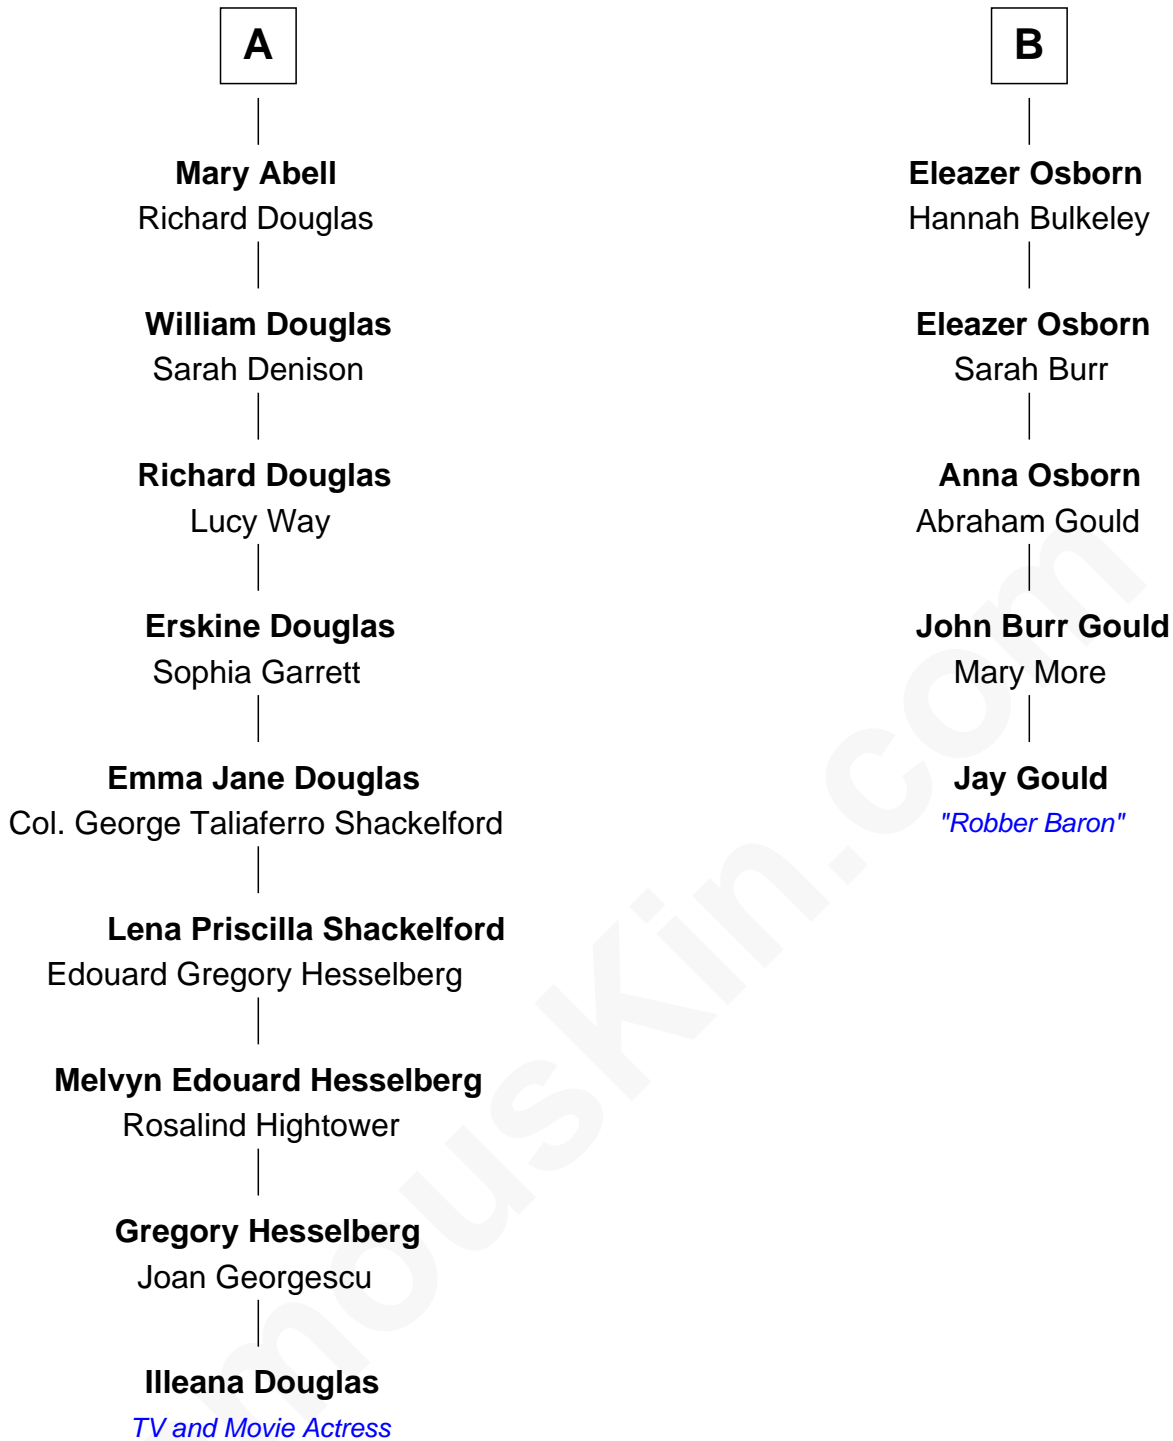 A
Mary Abell
Richard Douglas
William Douglas
Sarah Denison
Richard Douglas
Lucy Way
Erskine Douglas
Sophia Garrett
Emma Jane Douglas
Col. George Taliaferro Shackelford
Lena Priscilla Shackelford
Edouard Gregory Hesselberg
Melvyn Edouard Hesselberg
Rosalind Hightower
Gregory Hesselberg
Joan Georgescu
Illeana Douglas
TV and Movie Actress
B
Eleazer Osborn
Hannah Bulkeley
Eleazer Osborn
Sarah Burr
Anna Osborn
Abraham Gould
John Burr Gould
Mary More
Jay Gould
"Robber Baron"
mousKin.com